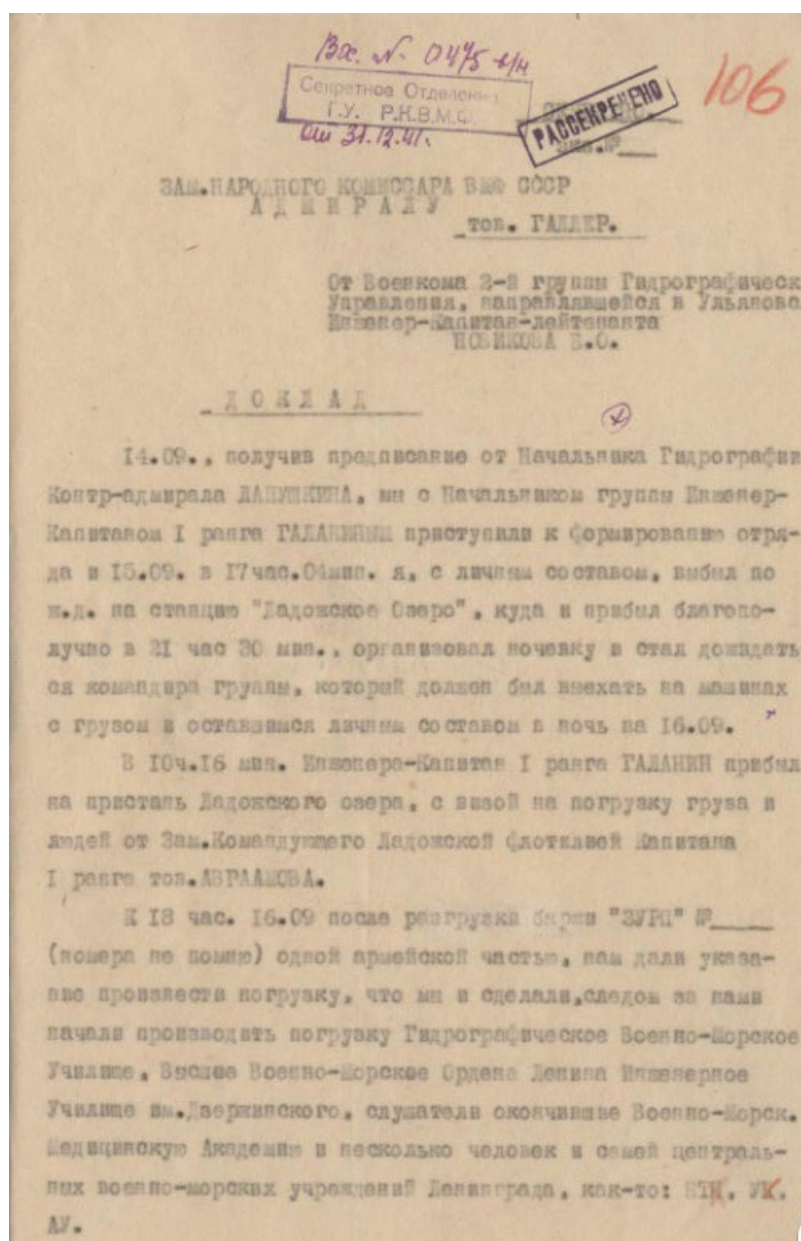 Вх. № 0475 с/н
106
Секретное Отделение
Г.У. Р.К.В.М.Ф.
РАССЕКРЕЧЕНО
от 31.12.41.
экз.№___
ЗАМ.НАРОДНОГО КОМИССАРА ВМФ СССР
А Д М И Р А Л У
тов. ГАЛЛЕР.
От Военкома 2-й группы Гидрографическ
Управления, направлявшейся в Ульянова
Инженер-Капитан-лейтенанта
НОВИКОВА В.О.
Д О К Л А Д
14.09., получив предписание от Начальника Гидрографии
Контр-адмирала ЛАПУШКИНА, мы с Начальником группы Инженер-
Капитаном I ранга ГАЛАНИНЫМ приступили к формированию отря-
да и 15.09. в 17час.04мин. я, с личным составом, выбыл по
ж.д. на станцию "Ладожское Озеро", куда и прибыл благопо-
лучно в 21 час 30 мин., организовал ночевку и стал дожидать
ся командира группы, который должен был выехать на машинах
с грузом и оставшимся личным составом в ночь на 16.09.
В 10ч.16 мин. Инженера-Капитан I ранга ГАЛАНИН прибыл
на пристань Ладожского озера, с визой на погрузку груза и
людей от Зам.Командующего Ладожской флотилией Капитана
I ранга тов.АВРААМОВА.
К 18 час. 16.09 после разгрузки баржи "ЗУРП" №____
(номера не помню) одной армейской частью, нам дали указа-
ние произвести погрузку, что мы и сделали,следом за нами
начали производить погрузку Гидрографическое Военно-Морское
Училище, Высшее Военно-Морское Ордена Ленина Инженерное
Училище им.Дзержинского, слушатели окончившие Военно-Морск.
Медицинскую Академию и несколько человек и семей централь-
ных военно-морских учреждений Ленинграда, как-то: УК,
АУ.